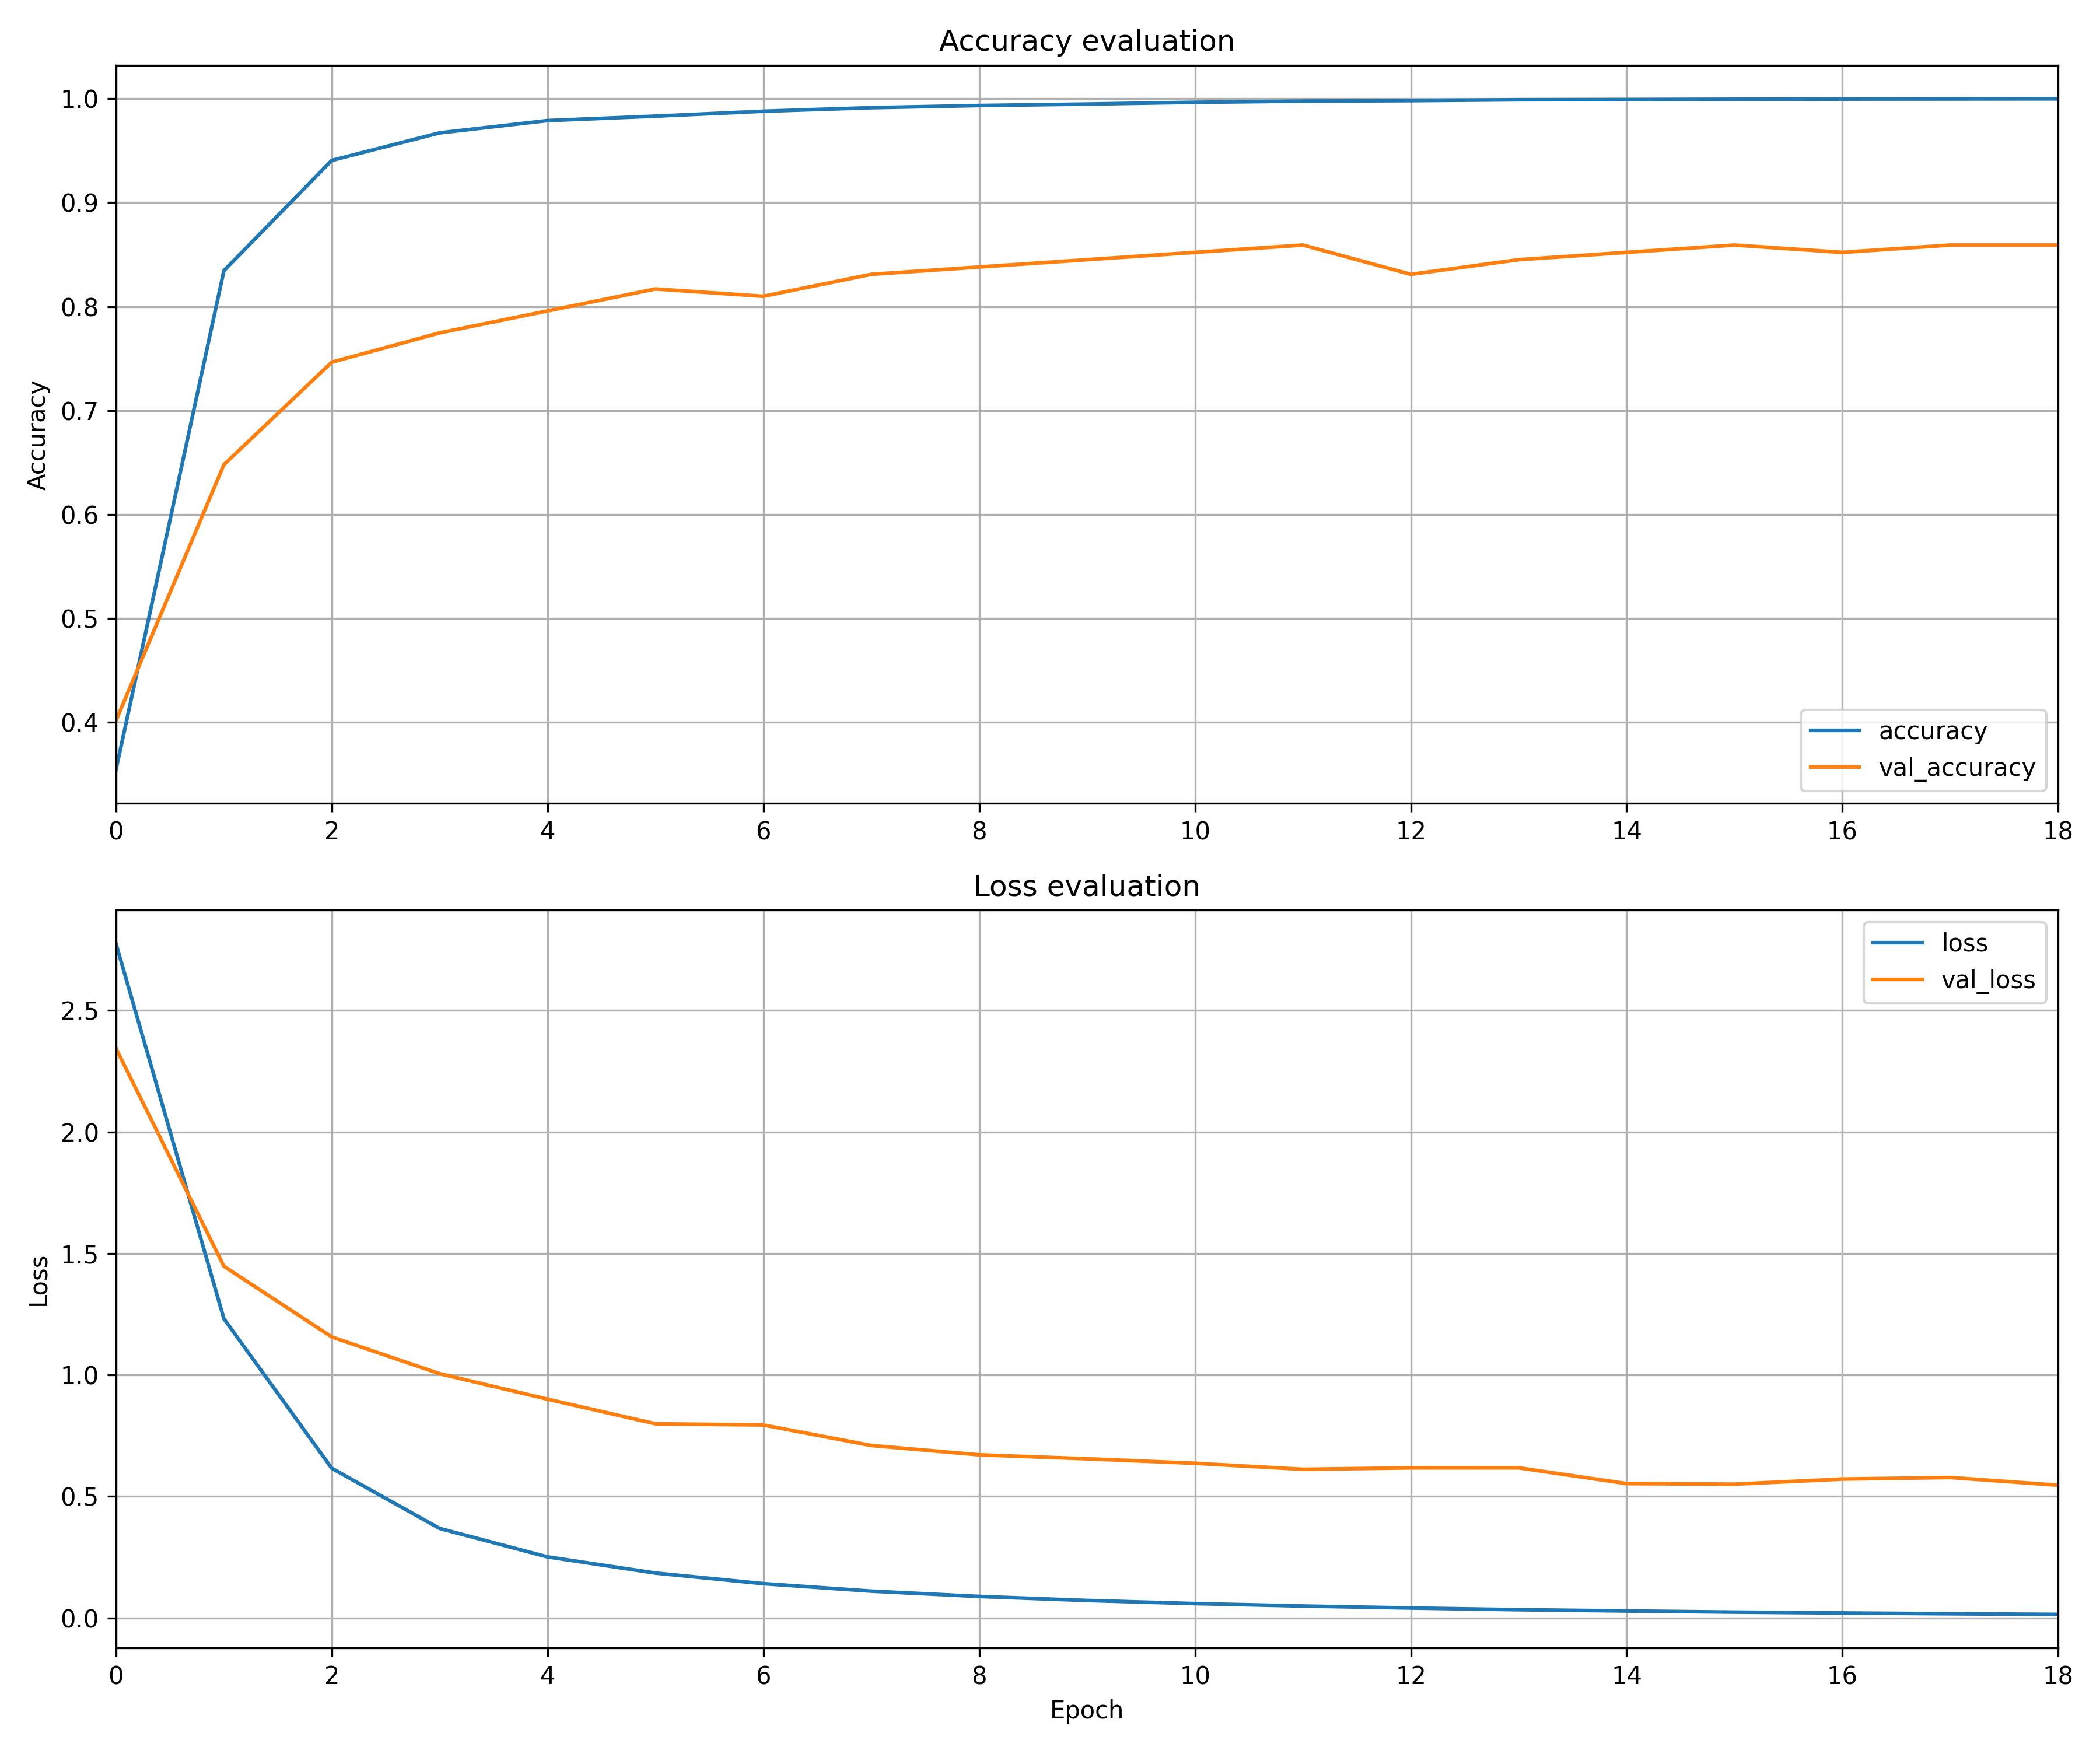 Accuracy evaluation
1.0
0.9
0.8
0.7
0.6
0.5
0.4
Accuracy
accuracy
val_accuracy
0 2 4 6 8 10 12 14 16 18
Loss evaluation
loss
val_loss
2.5
2.0
1.5
1.0
0.5
0.0
Loss
0 2 4 6 8 10 12 14 16 18
Epoch